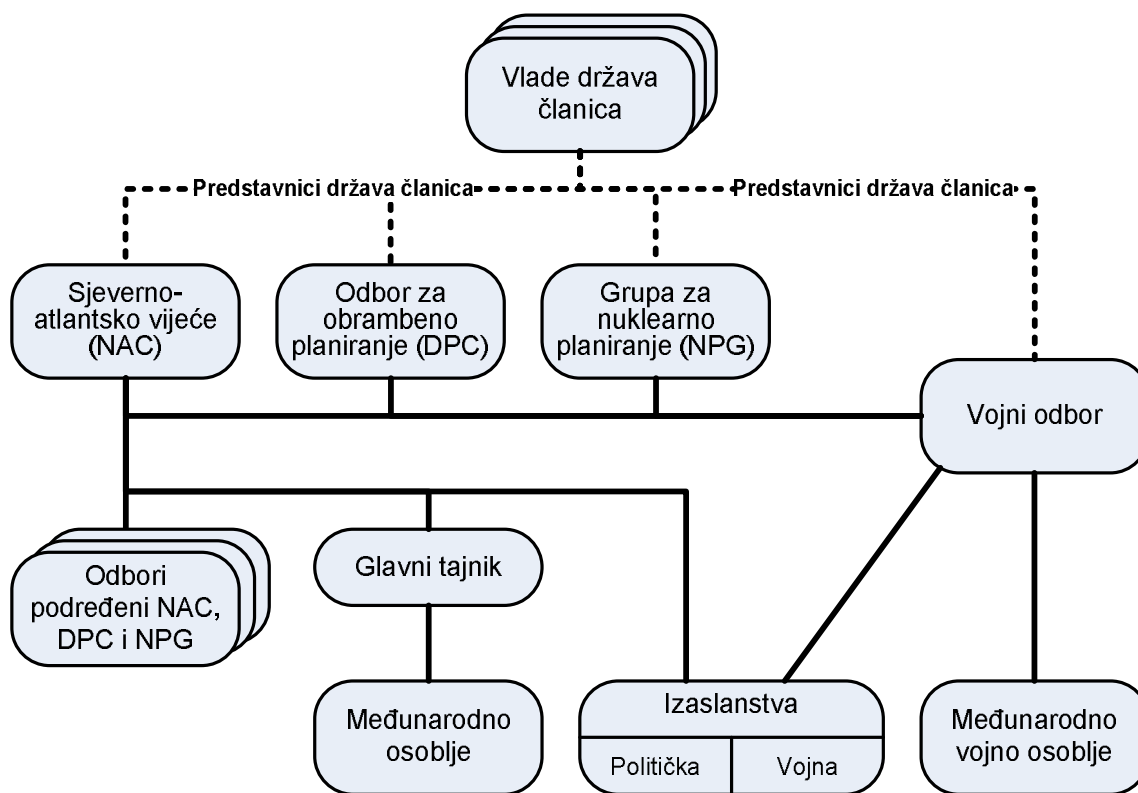 Vlade država
članica
Predstavnici država članica
Predstavnici država članica
Sjeverno-
atlantsko vijeće
(NAC)
Odbor za
obrambeno
planiranje (DPC)
Grupa za
nuklearno
planiranje (NPG)
Vojni odbor
Odbori
podređeni NAC,
DPC i NPG
Glavni tajnik
Međunarodno
osoblje
Izaslanstva
Politička
Vojna
Međunarodno
vojno osoblje